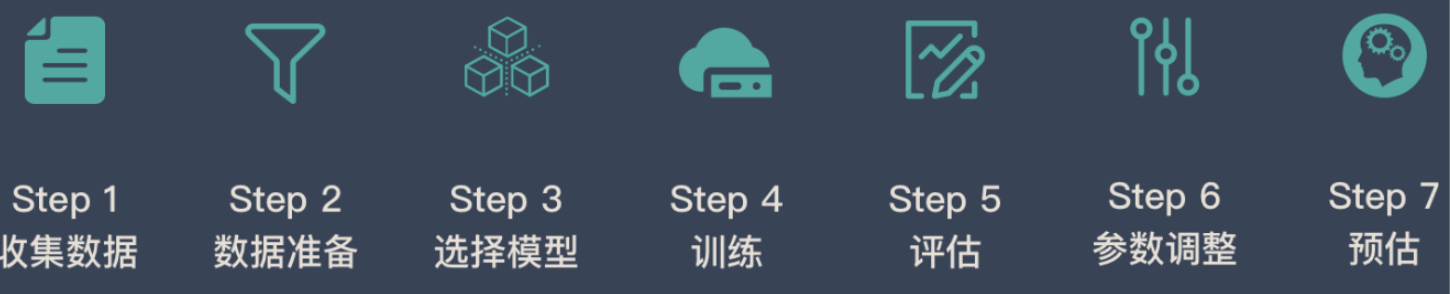 Step 1
收集数据
Step 2
数据准备
Step 3
选择模型
Step 4
训练
Step 5
评估
Step 6
参数调整
Step 7
预估